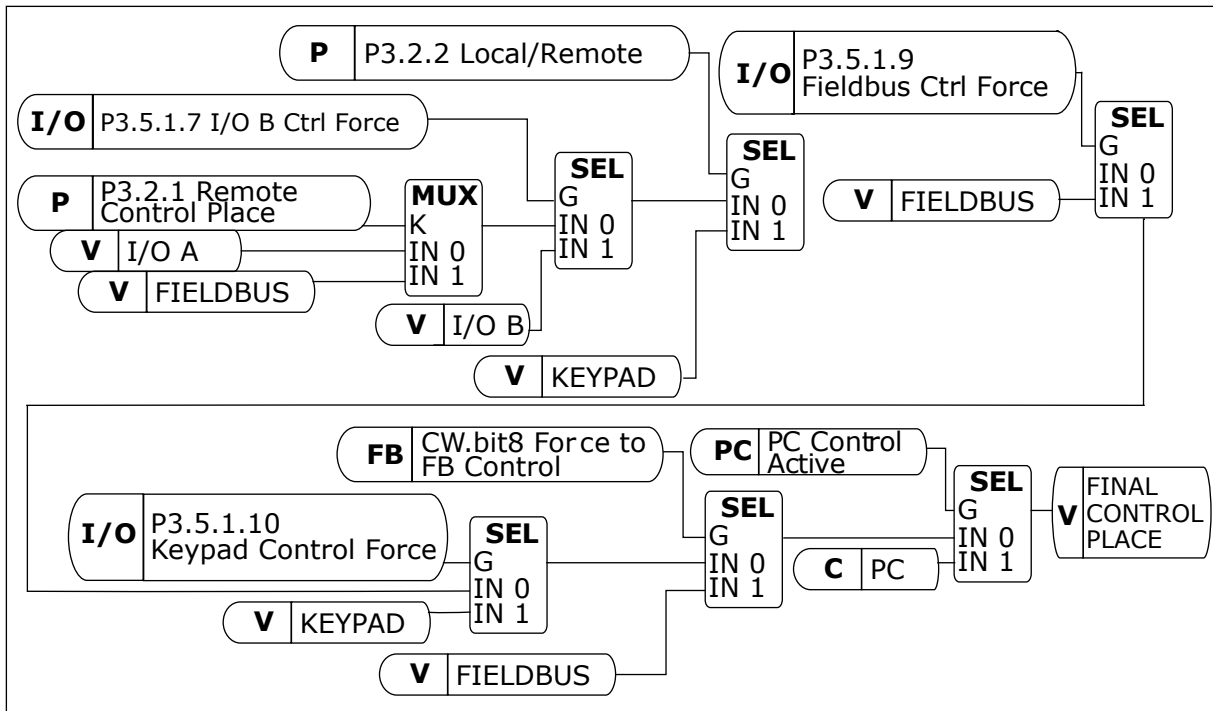 P P3.2.2 Local/Remote
I/O P3.5.1.9
Fieldbus Ctrl Force
I/O P3.5.1.7 I/O B Ctrl Force
P P3.2.1 Remote
Control Place
V I/O A
V FIELDBUS
MUX
K
IN 0
IN 1
SEL
G
IN 0
IN 1
V I/O B
SEL
G
IN 0
IN 1
V KEYPAD
V FIELDBUS
SEL
G
IN 0
IN 1
FB CW.bit8 Force to
FB Control
PC PC Control
Active
I/O P3.5.1.10
Keypad Control Force
V KEYPAD
SEL
G
IN 0
IN 1
V FIELDBUS
SEL
G
IN 0
IN 1
C PC
SEL
G
IN 0
IN 1
V FINAL
CONTROL
PLACE